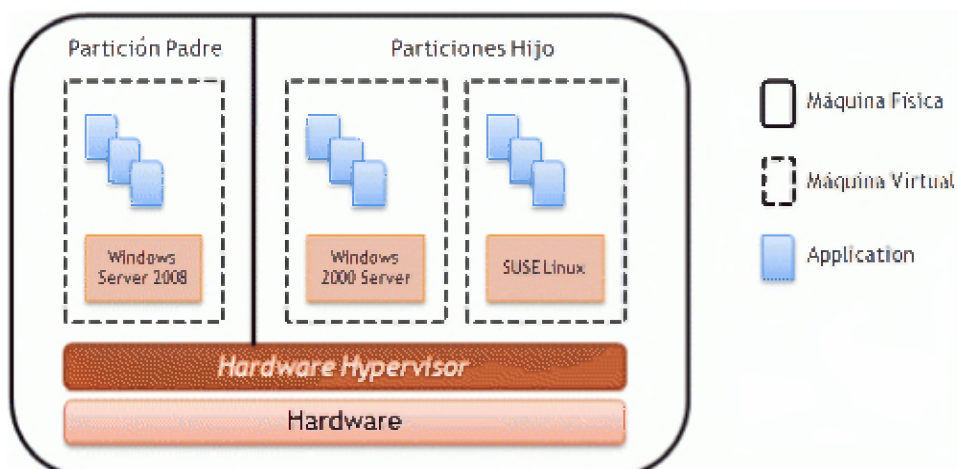 Partición Padre
Particiones Hijo
Windows
Server 2008
Windows
2000 Server
SUSE Linux
Hardware Hypervisor
Hardware
Máquina Física
Máquina Virtual
Application